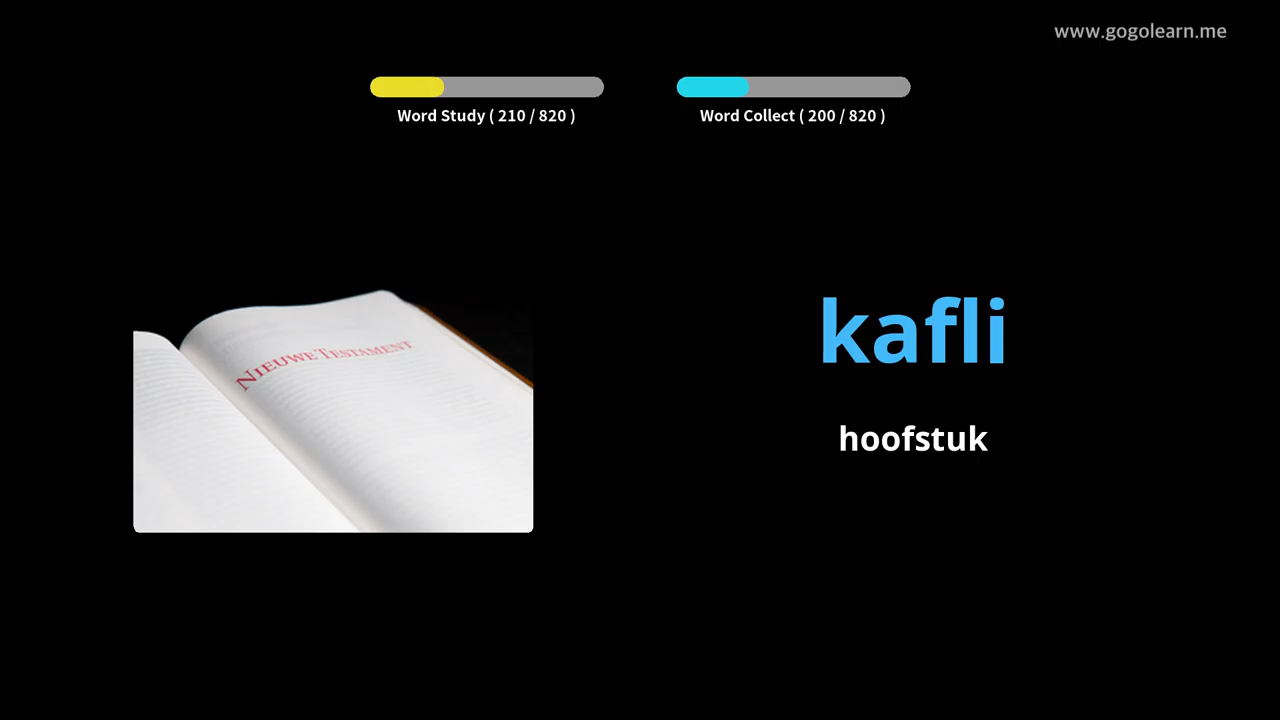 www.gogolearn.me
Word Study ( 210 / 820 )
Word Collect ( 200 / 820 )
NIEUWE TESTAMENT
kafli
hoofstuk